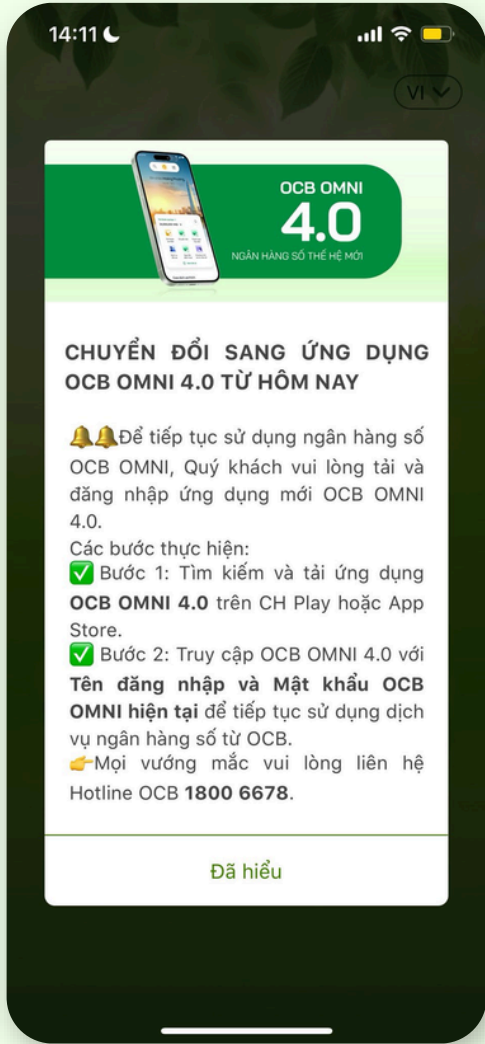 14:11
VI
OCB OMNI
4.0
NGÂN HÀNG SỐ THẾ HỆ MỚI
CHUYỂN ĐỔI SANG ỨNG DỤNG
OCB OMNI 4.0 TỪ HÔM NAY
🔔🔔Để tiếp tục sử dụng ngân hàng số
OCB OMNI, Quý khách vui lòng tải và
đăng nhập ứng dụng mới OCB OMNI
4.0.
Các bước thực hiện:
✅ Bước 1: Tìm kiếm và tải ứng dụng
OCB OMNI 4.0 trên CH Play hoặc App
Store.
✅ Bước 2: Truy cập OCB OMNI 4.0 với
Tên đăng nhập và Mật khẩu OCB
OMNI hiện tại để tiếp tục sử dụng dịch
vụ ngân hàng số từ OCB.
👉Mọi vướng mắc vui lòng liên hệ
Hotline OCB 1800 6678.
Đã hiểu